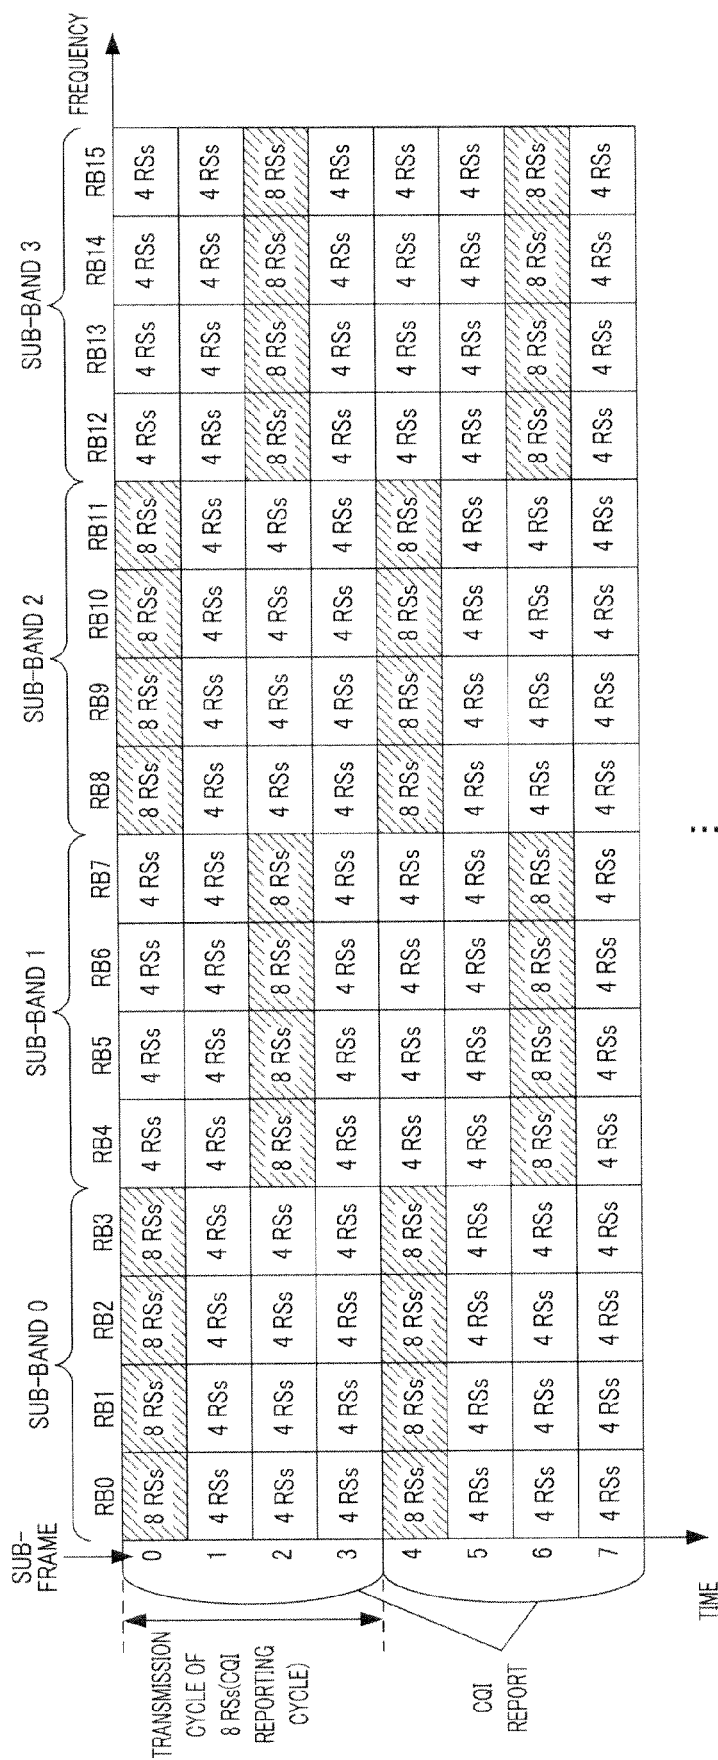 SUB-BAND 0 SUB-BAND 1 SUB-BAND 2 SUB-BAND 3
SUB-
FRAME
RB0 RB1 RB2 RB3 RB4 RB5 RB6 RB7 RB8 RB9 RB10 RB11 RB12 RB13 RB14 RB15 FREQUENCY
0 8 RSs 8 RSs 8 RSs 8 RSs 4 RSs 4 RSs 4 RSs 4 RSs 8 RSs 8 RSs 8 RSs 8 RSs 4 RSs 4 RSs 4 RSs 4 RSs
1 4 RSs 4 RSs 4 RSs 4 RSs 4 RSs 4 RSs 4 RSs 4 RSs 4 RSs 4 RSs 4 RSs 4 RSs 4 RSs 4 RSs 4 RSs 4 RSs
2 4 RSs 4 RSs 4 RSs 4 RSs 8 RSs 8 RSs 8 RSs 8 RSs 4 RSs 4 RSs 4 RSs 4 RSs 8 RSs 8 RSs 8 RSs 8 RSs
3 4 RSs 4 RSs 4 RSs 4 RSs 4 RSs 4 RSs 4 RSs 4 RSs 4 RSs 4 RSs 4 RSs 4 RSs 4 RSs 4 RSs 4 RSs 4 RSs
4 8 RSs 8 RSs 8 RSs 8 RSs 4 RSs 4 RSs 4 RSs 4 RSs 8 RSs 8 RSs 8 RSs 8 RSs 4 RSs 4 RSs 4 RSs 4 RSs
5 4 RSs 4 RSs 4 RSs 4 RSs 4 RSs 4 RSs 4 RSs 4 RSs 4 RSs 4 RSs 4 RSs 4 RSs 4 RSs 4 RSs 4 RSs 4 RSs
6 4 RSs 4 RSs 4 RSs 4 RSs 8 RSs 8 RSs 8 RSs 8 RSs 4 RSs 4 RSs 4 RSs 4 RSs 8 RSs 8 RSs 8 RSs 8 RSs
7 4 RSs 4 RSs 4 RSs 4 RSs 4 RSs 4 RSs 4 RSs 4 RSs 4 RSs 4 RSs 4 RSs 4 RSs 4 RSs 4 RSs 4 RSs 4 RSs
TRANSMISSION
CYCLE OF
8 RSs(CQI
REPORTING
CYCLE)
CQI
REPORT
TIME